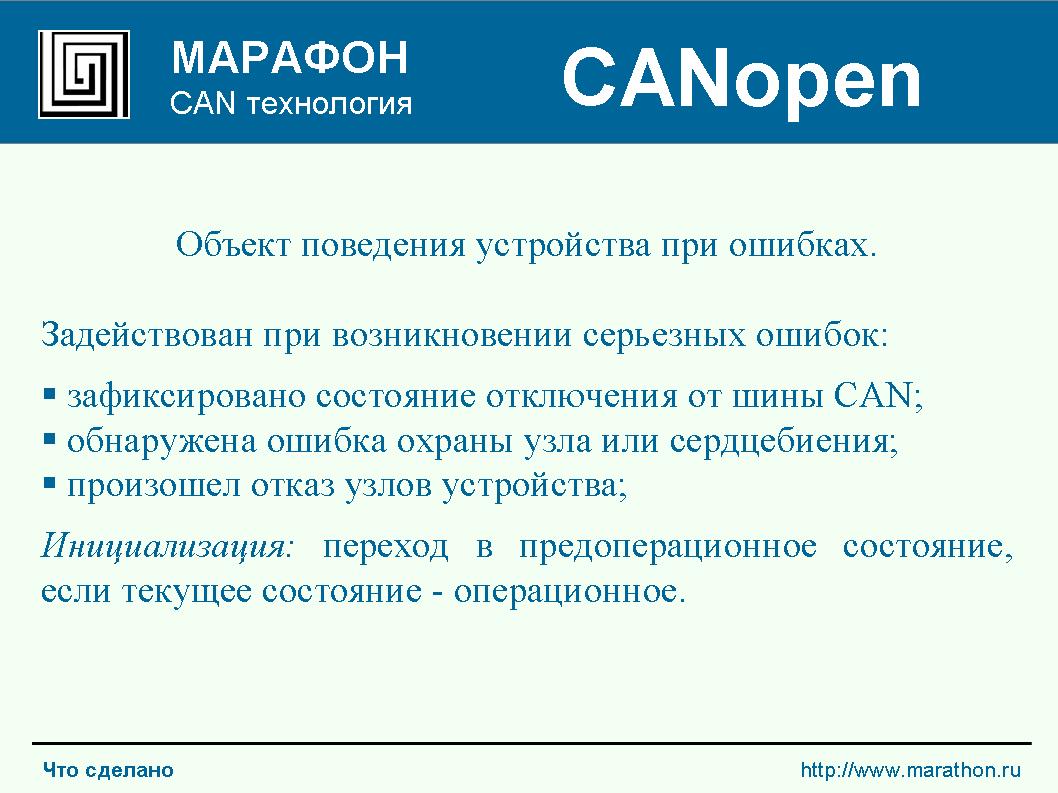 МАРАФОН
CAN технология
CANopen
Объект поведения устройства при ошибках.
Задействован при возникновении серьезных ошибок:
▪ зафиксировано состояние отключения от шины CAN;
▪ обнаружена ошибка охраны узла или сердцебиения;
▪ произошел отказ узлов устройства;
Инициализация: переход в предоперационное состояние,
если текущее состояние - операционное.
Что сделано
http://www.marathon.ru